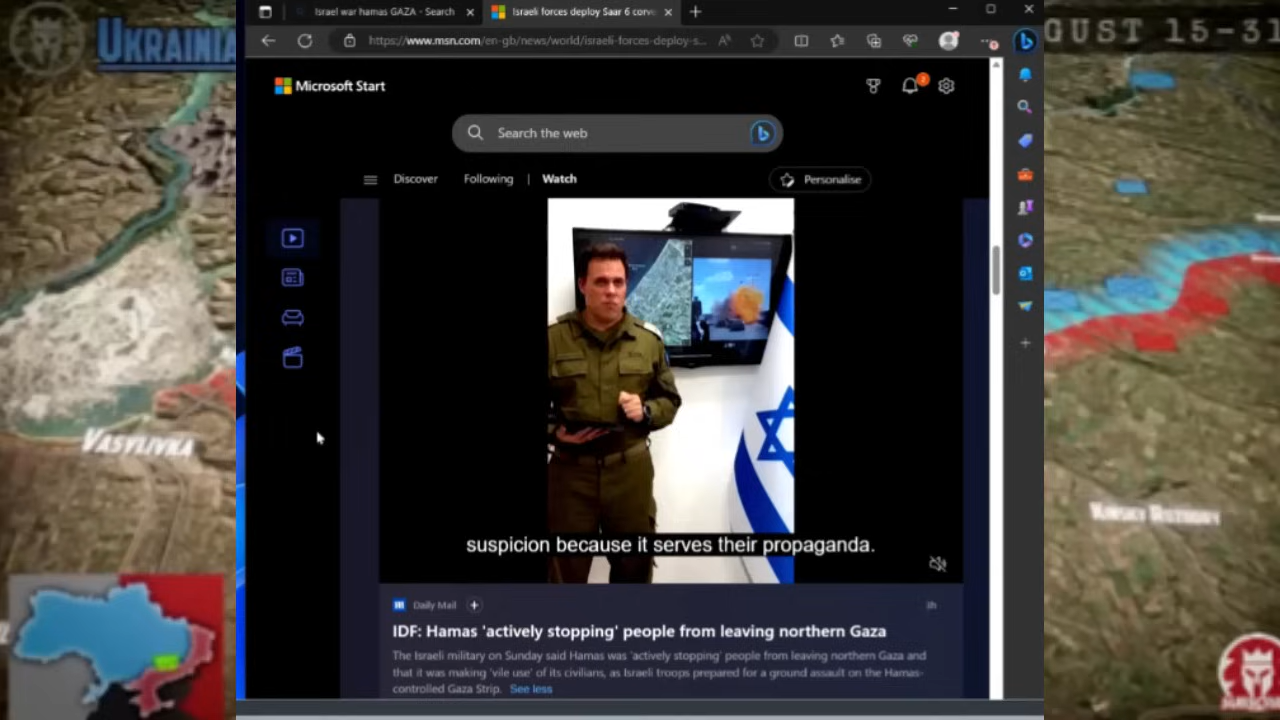 UKRAINIA
GUST 15-31
Israel war hamas GAZA - Search
Israeli forces deploy Saar 6 corv
https://www.msn.com/en-gb/news/world/israeli-forces-deploy-s...
Microsoft Start
Search the web
Discover
Following
Watch
Personalise
suspicion because it serves their propaganda.
Daily Mail
IDF: Hamas 'actively stopping' people from leaving northern Gaza
The Israeli military on Sunday said Hamas was 'actively stopping' people from leaving northern Gaza and
that it was making 'vile use' of its civilians, as Israeli troops prepared for a ground assault on the Hamas-
controlled Gaza Strip. See less
VASYLIVKA